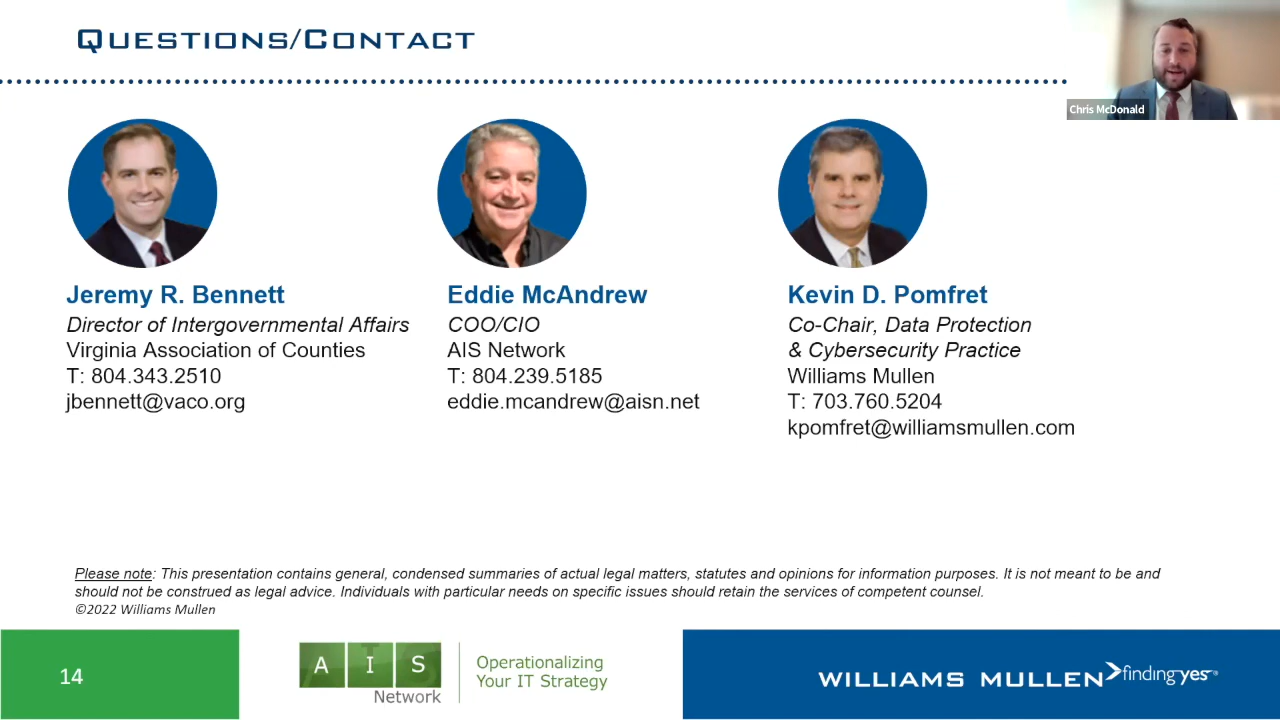 QUESTIONS/CONTACT
Chris McDonald
Jeremy R. Bennett
Director of Intergovernmental Affairs
Virginia Association of Counties
T: 804.343.2510
jbennett@vaco.org
Eddie McAndrew
COO/CIO
AIS Network
T: 804.239.5185
eddie.mcandrew@aisn.net
Kevin D. Pomfret
Co-Chair, Data Protection
& Cybersecurity Practice
Williams Mullen
T: 703.760.5204
kpomfret@williamsmullen.com
Please note: This presentation contains general, condensed summaries of actual legal matters, statutes and opinions for information purposes. It is not meant to be and
should not be construed as legal advice. Individuals with particular needs on specific issues should retain the services of competent counsel.
©2022 Williams Mullen
14
A I S
Network
Operationalizing
Your IT Strategy
WILLIAMS MULLEN finding yes®